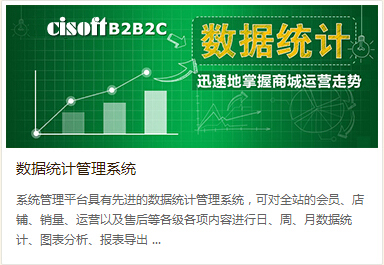 cisoft B2B2C
数据统计
迅速地掌握商城运营走势
数据统计管理系统
系统管理平台具有先进的数据统计管理系统，可对全站的会员、店
铺、销量、运营以及售后等各级各项内容进行日、周、月数据统
计、图表分析、报表导出 ...